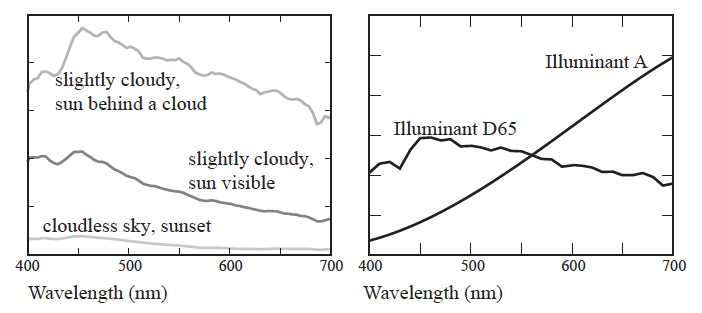 slightly cloudy,
sun behind a cloud
slightly cloudy,
sun visible
cloudless sky, sunset
400 500 600 700
Wavelength (nm)
Illuminant A
Illuminant D65
400 500 600 700
Wavelength (nm)